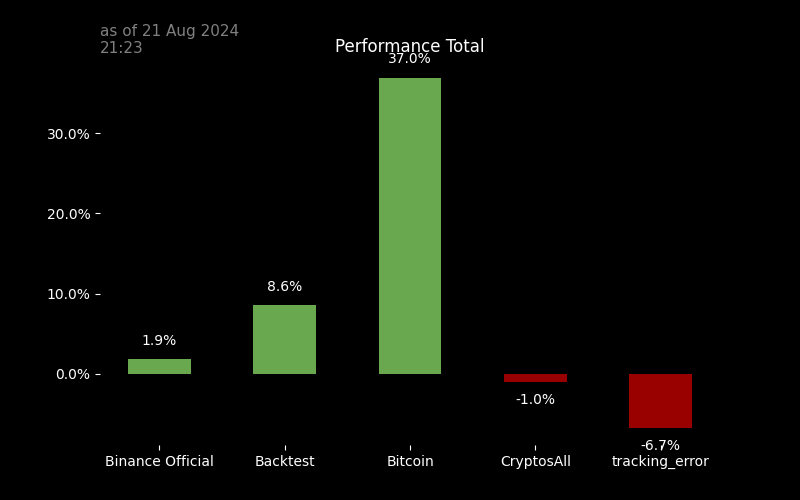 as of 21 Aug 2024
21:23
Performance Total
37.0%
30.0%
20.0%
10.0%
8.6%
1.9%
0.0%
-1.0%
-6.7%
Binance Official
Backtest
Bitcoin
CryptosAll
tracking_error